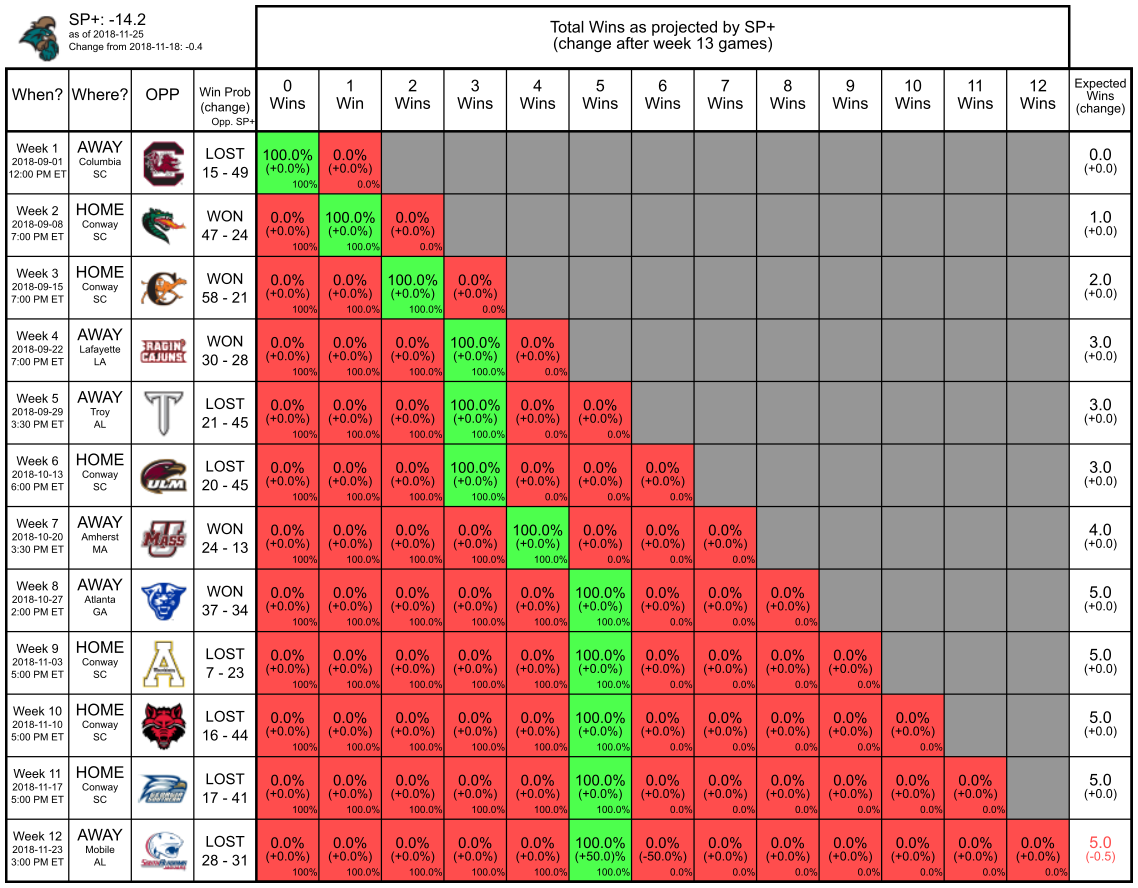 SP+: -14.2
as of 2018-11-25
Change from 2018-11-18: -0.4
Total Wins as projected by SP+
(change after week 13 games)
When? Where? OPP Win Prob (change) Opp. SP+ 0 Wins 1 Win 2 Wins 3 Wins 4 Wins 5 Wins 6 Wins 7 Wins 8 Wins 9 Wins 10 Wins 11 Wins 12 Wins Expected Wins (change)
Week 1 AWAY LOST 100.0% 0.0% 0.0
2018-09-01 Columbia (+0.0%) (+0.0%) (+0.0)
12:00 PM ET SC 15 - 49 100% 0.0%
Week 2 HOME WON 0.0% 100.0% 0.0% 1.0
2018-09-08 Conway (+0.0%) (+0.0%) (+0.0%) (+0.0)
7:00 PM ET SC 47 - 24 100% 100.0% 0.0%
Week 3 HOME WON 0.0% 0.0% 100.0% 0.0% 2.0
2018-09-15 Conway (+0.0%) (+0.0%) (+0.0%) (+0.0%) (+0.0)
7:00 PM ET SC 58 - 21 100% 100.0% 100.0% 0.0%
Week 4 AWAY RAGIN' WON 0.0% 0.0% 0.0% 100.0% 0.0% 3.0
2018-09-22 Lafayette CAJUNS (+0.0%) (+0.0%) (+0.0%) (+0.0%) (+0.0%) (+0.0)
7:00 PM ET LA 30 - 28 100% 100.0% 100.0% 100.0% 0.0%
Week 5 AWAY T LOST 0.0% 0.0% 0.0% 100.0% 0.0% 0.0% 3.0
2018-09-29 Troy (+0.0%) (+0.0%) (+0.0%) (+0.0%) (+0.0%) (+0.0%) (+0.0)
3:30 PM ET AL 21 - 45 100% 100.0% 100.0% 100.0% 0.0% 0.0%
Week 6 HOME LOST 0.0% 0.0% 0.0% 100.0% 0.0% 0.0% 0.0% 3.0
2018-10-13 Conway (+0.0%) (+0.0%) (+0.0%) (+0.0%) (+0.0%) (+0.0%) (+0.0%) (+0.0)
6:00 PM ET SC ULM 20 - 45 100% 100.0% 100.0% 100.0% 0.0% 0.0% 0.0%
Week 7 AWAY WON 0.0% 0.0% 0.0% 0.0% 100.0% 0.0% 0.0% 0.0% 4.0
2018-10-20 Amherst U MASS (+0.0%) (+0.0%) (+0.0%) (+0.0%) (+0.0%) (+0.0%) (+0.0%) (+0.0%) (+0.0)
3:30 PM ET MA 24 - 13 100% 100.0% 100.0% 100.0% 100.0% 0.0% 0.0% 0.0%
Week 8 AWAY WON 0.0% 0.0% 0.0% 0.0% 0.0% 100.0% 0.0% 0.0% 0.0% 5.0
2018-10-27 Atlanta (+0.0%) (+0.0%) (+0.0%) (+0.0%) (+0.0%) (+0.0%) (+0.0%) (+0.0%) (+0.0%) (+0.0)
2:00 PM ET GA 37 - 34 100% 100.0% 100.0% 100.0% 100.0% 100.0% 0.0% 0.0% 0.0%
Week 9 HOME A LOST 0.0% 0.0% 0.0% 0.0% 0.0% 100.0% 0.0% 0.0% 0.0% 0.0% 5.0
2018-11-03 Conway (+0.0%) (+0.0%) (+0.0%) (+0.0%) (+0.0%) (+0.0%) (+0.0%) (+0.0%) (+0.0%) (+0.0%) (+0.0)
5:00 PM ET SC 7 - 23 100% 100.0% 100.0% 100.0% 100.0% 100.0% 0.0% 0.0% 0.0% 0.0%
Week 10 HOME LOST 0.0% 0.0% 0.0% 0.0% 0.0% 100.0% 0.0% 0.0% 0.0% 0.0% 0.0% 5.0
2018-11-10 Conway (+0.0%) (+0.0%) (+0.0%) (+0.0%) (+0.0%) (+0.0%) (+0.0%) (+0.0%) (+0.0%) (+0.0%) (+0.0%) (+0.0)
5:00 PM ET SC 16 - 44 100% 100.0% 100.0% 100.0% 100.0% 100.0% 0.0% 0.0% 0.0% 0.0% 0.0%
Week 11 HOME LOST 0.0% 0.0% 0.0% 0.0% 0.0% 100.0% 0.0% 0.0% 0.0% 0.0% 0.0% 0.0% 5.0
2018-11-17 Conway (+0.0%) (+0.0%) (+0.0%) (+0.0%) (+0.0%) (+0.0%) (+0.0%) (+0.0%) (+0.0%) (+0.0%) (+0.0%) (+0.0%) (+0.0)
5:00 PM ET SC GEORGIA SOUTHERN 17 - 41 100% 100.0% 100.0% 100.0% 100.0% 100.0% 0.0% 0.0% 0.0% 0.0% 0.0% 0.0%
Week 12 AWAY LOST 0.0% 0.0% 0.0% 0.0% 0.0% 100.0% 0.0% 0.0% 0.0% 0.0% 0.0% 0.0% 0.0% 5.0
2018-11-23 Mobile (+0.0%) (+0.0%) (+0.0%) (+0.0%) (+0.0%) (+50.0)% (-50.0%) (+0.0%) (+0.0%) (+0.0%) (+0.0%) (+0.0%) (+0.0%) (-0.5)
3:00 PM ET AL SOUTH ALABAMA 28 - 31 100% 100.0% 100.0% 100.0% 100.0% 100.0% 0.0% 0.0% 0.0% 0.0% 0.0% 0.0% 0.0%